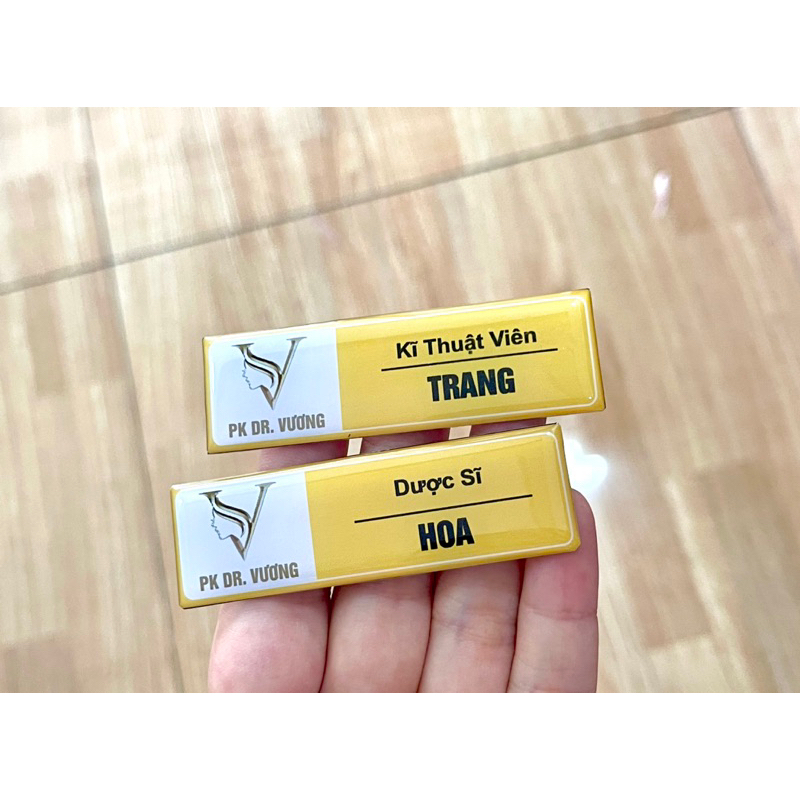 Kĩ Thuật Viên
TRANG
PK DR. VƯƠNG
Dược Sĩ
HOA
PK DR. VƯƠNG